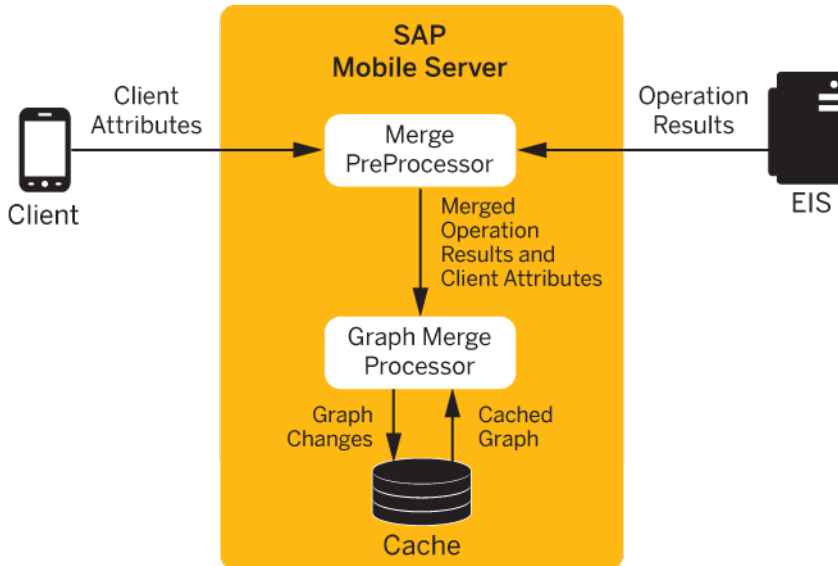 SAP
Mobile Server
Client
Attributes
Operation
Results
Merge
PreProcessor
Client
EIS
Merged
Operation
Results and
Client Attributes
Graph Merge
Processor
Graph
Changes
Cached
Graph
Cache